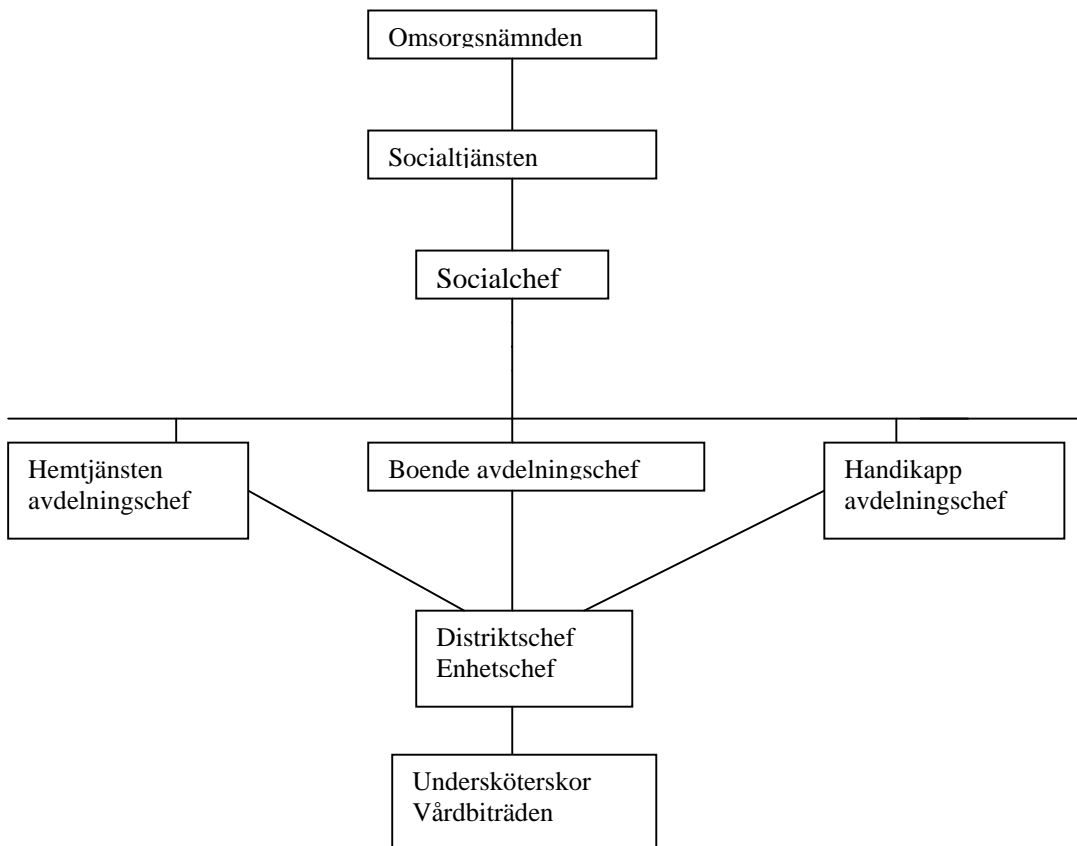 Omsorgsnämnden
Socialtjänsten
Socialchef
Hemtjänsten
avdelningschef
Boende avdelningschef
Handikapp
avdelningschef
Distriktschef
Enhetschef
Undersköterskor
Vårdbiträden